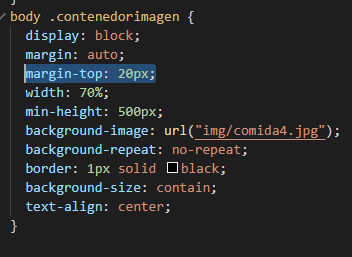 body .contenedorimagen {
display: block;
margin: auto;
margin-top: 20px;
width: 70%;
min-height: 500px;
background-image: url("img/comida4.jpg");
background-repeat: no-repeat;
border: 1px solid black;
background-size: contain;
text-align: center;
}